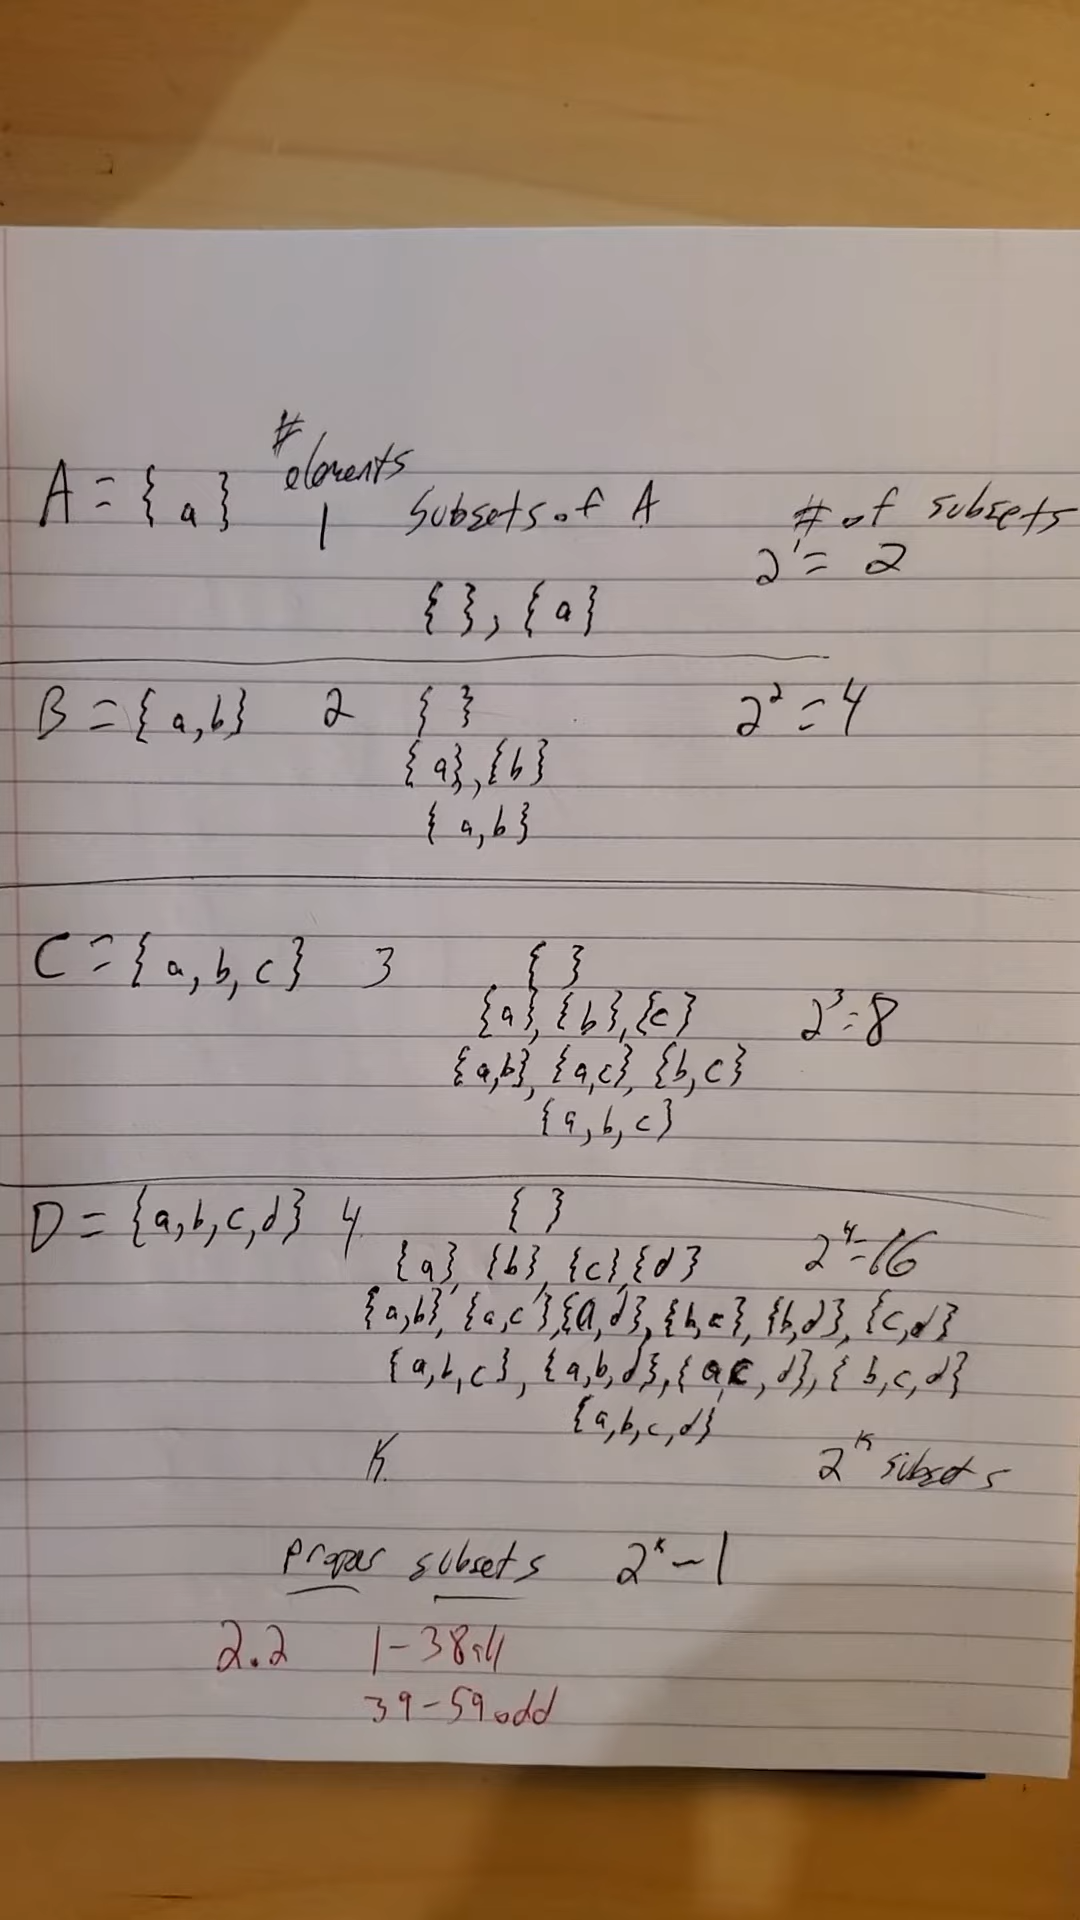 #
elements
A = { a } 1 Subsets of A # of subsets
2¹ = 2
{ }, { a }
B = { a, b } 2 { } 2² = 4
{ a }, { b }
{ a, b }
C = { a, b, c } 3 { }
{ a }, { b }, { c } 2³ = 8
{ a, b }, { a, c }, { b, c }
{ a, b, c }
D = { a, b, c, d } 4 { }
{ a }, { b }, { c }, { d } 2⁴ = 16
{ a, b }, { a, c }, { a, d }, { b, c }, { b, d }, { c, d }
{ a, b, c }, { a, b, d }, { a, c, d }, { b, c, d }
{ a, b, c, d }
K. 2ᴷ subsets
proper subsets 2ᴷ – 1
2.2 1 – 38 all
39 – 59 odd